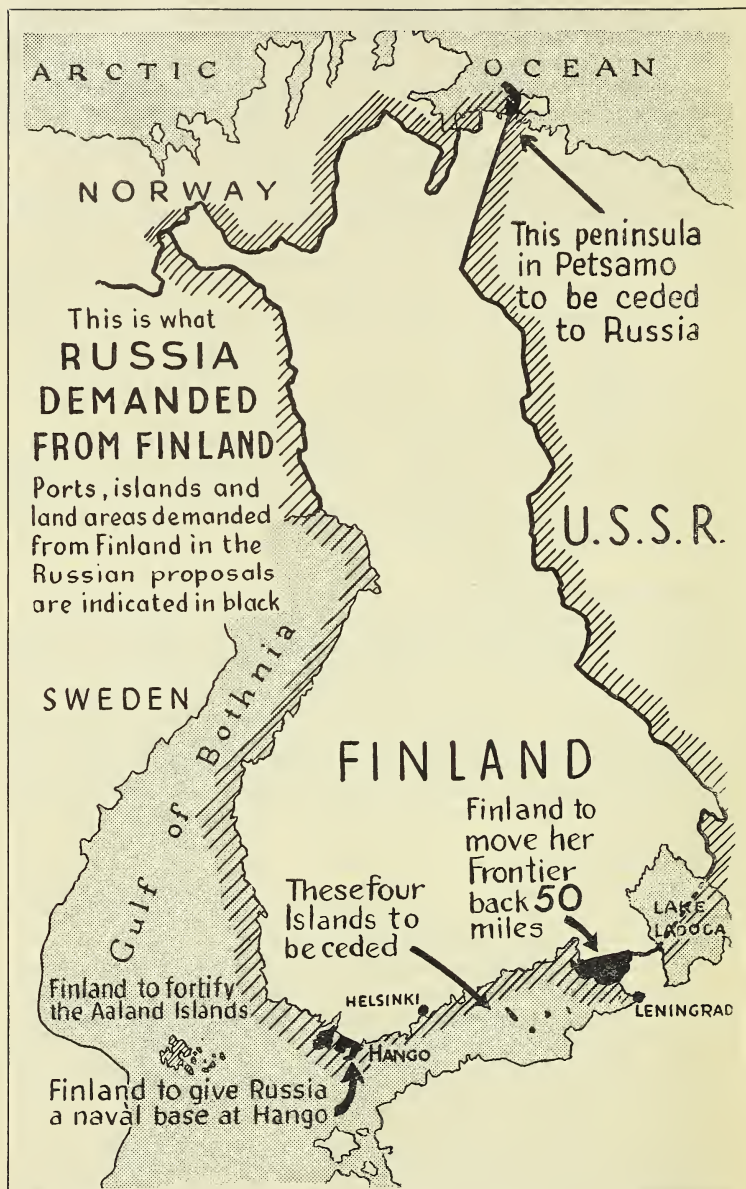 ARCTIC OCEAN
NORWAY
This peninsula
in Petsamo
to be ceded
to Russia
This is what
RUSSIA
DEMANDED
FROM FINLAND
Ports, islands and
land areas demanded
from Finland in the
Russian proposals
are indicated in black
U.S.S.R.
SWEDEN
Gulf of Bothnia
FINLAND
Finland to
move her
Frontier
back 50
miles
These four
Islands to
be ceded
LAKE
LADOGA
Finland to fortify
the Aaland Islands
HELSINKI
LENINGRAD
HANGO
Finland to give Russia
a naval base at Hango